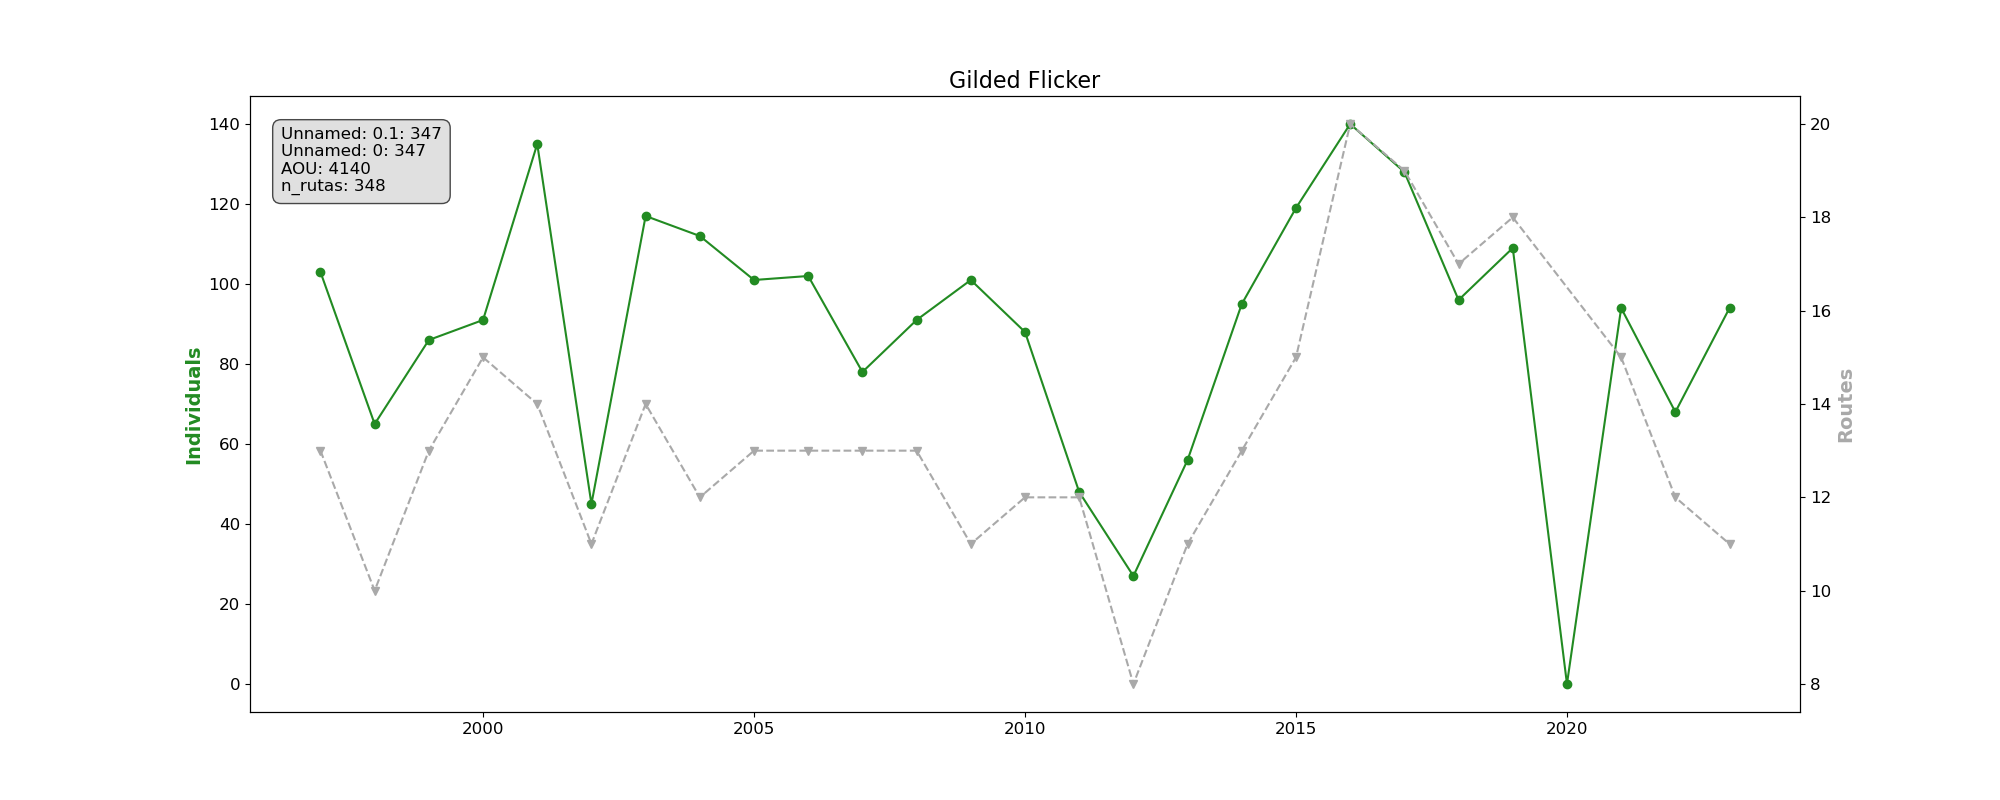 Gilded Flicker
Unnamed: 0.1: 347
Unnamed: 0: 347
AOU: 4140
n_rutas: 348
140
120
100
80
60
40
20
0
Individuals
20
18
16
14
12
10
8
Routes
2000
2005
2010
2015
2020